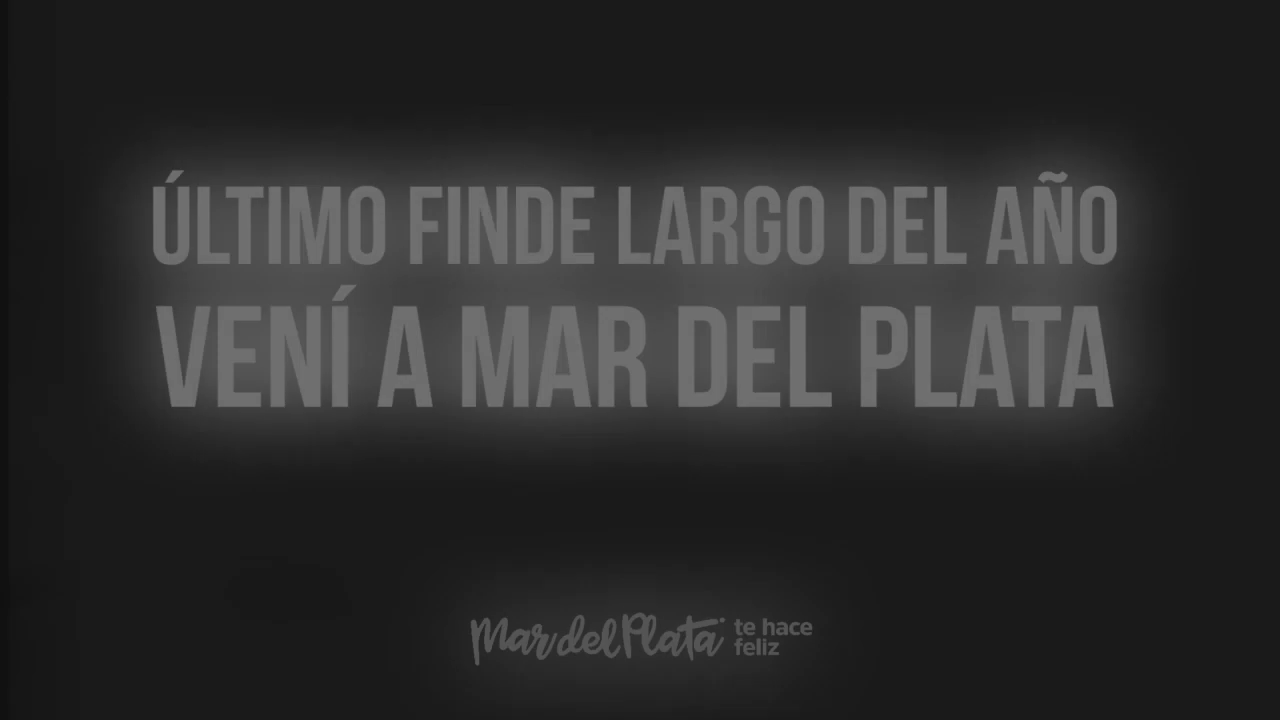 ÚLTIMO FINDE LARGO DEL AÑO
VENÍ A MAR DEL PLATA
Mar del Plata te hace
feliz